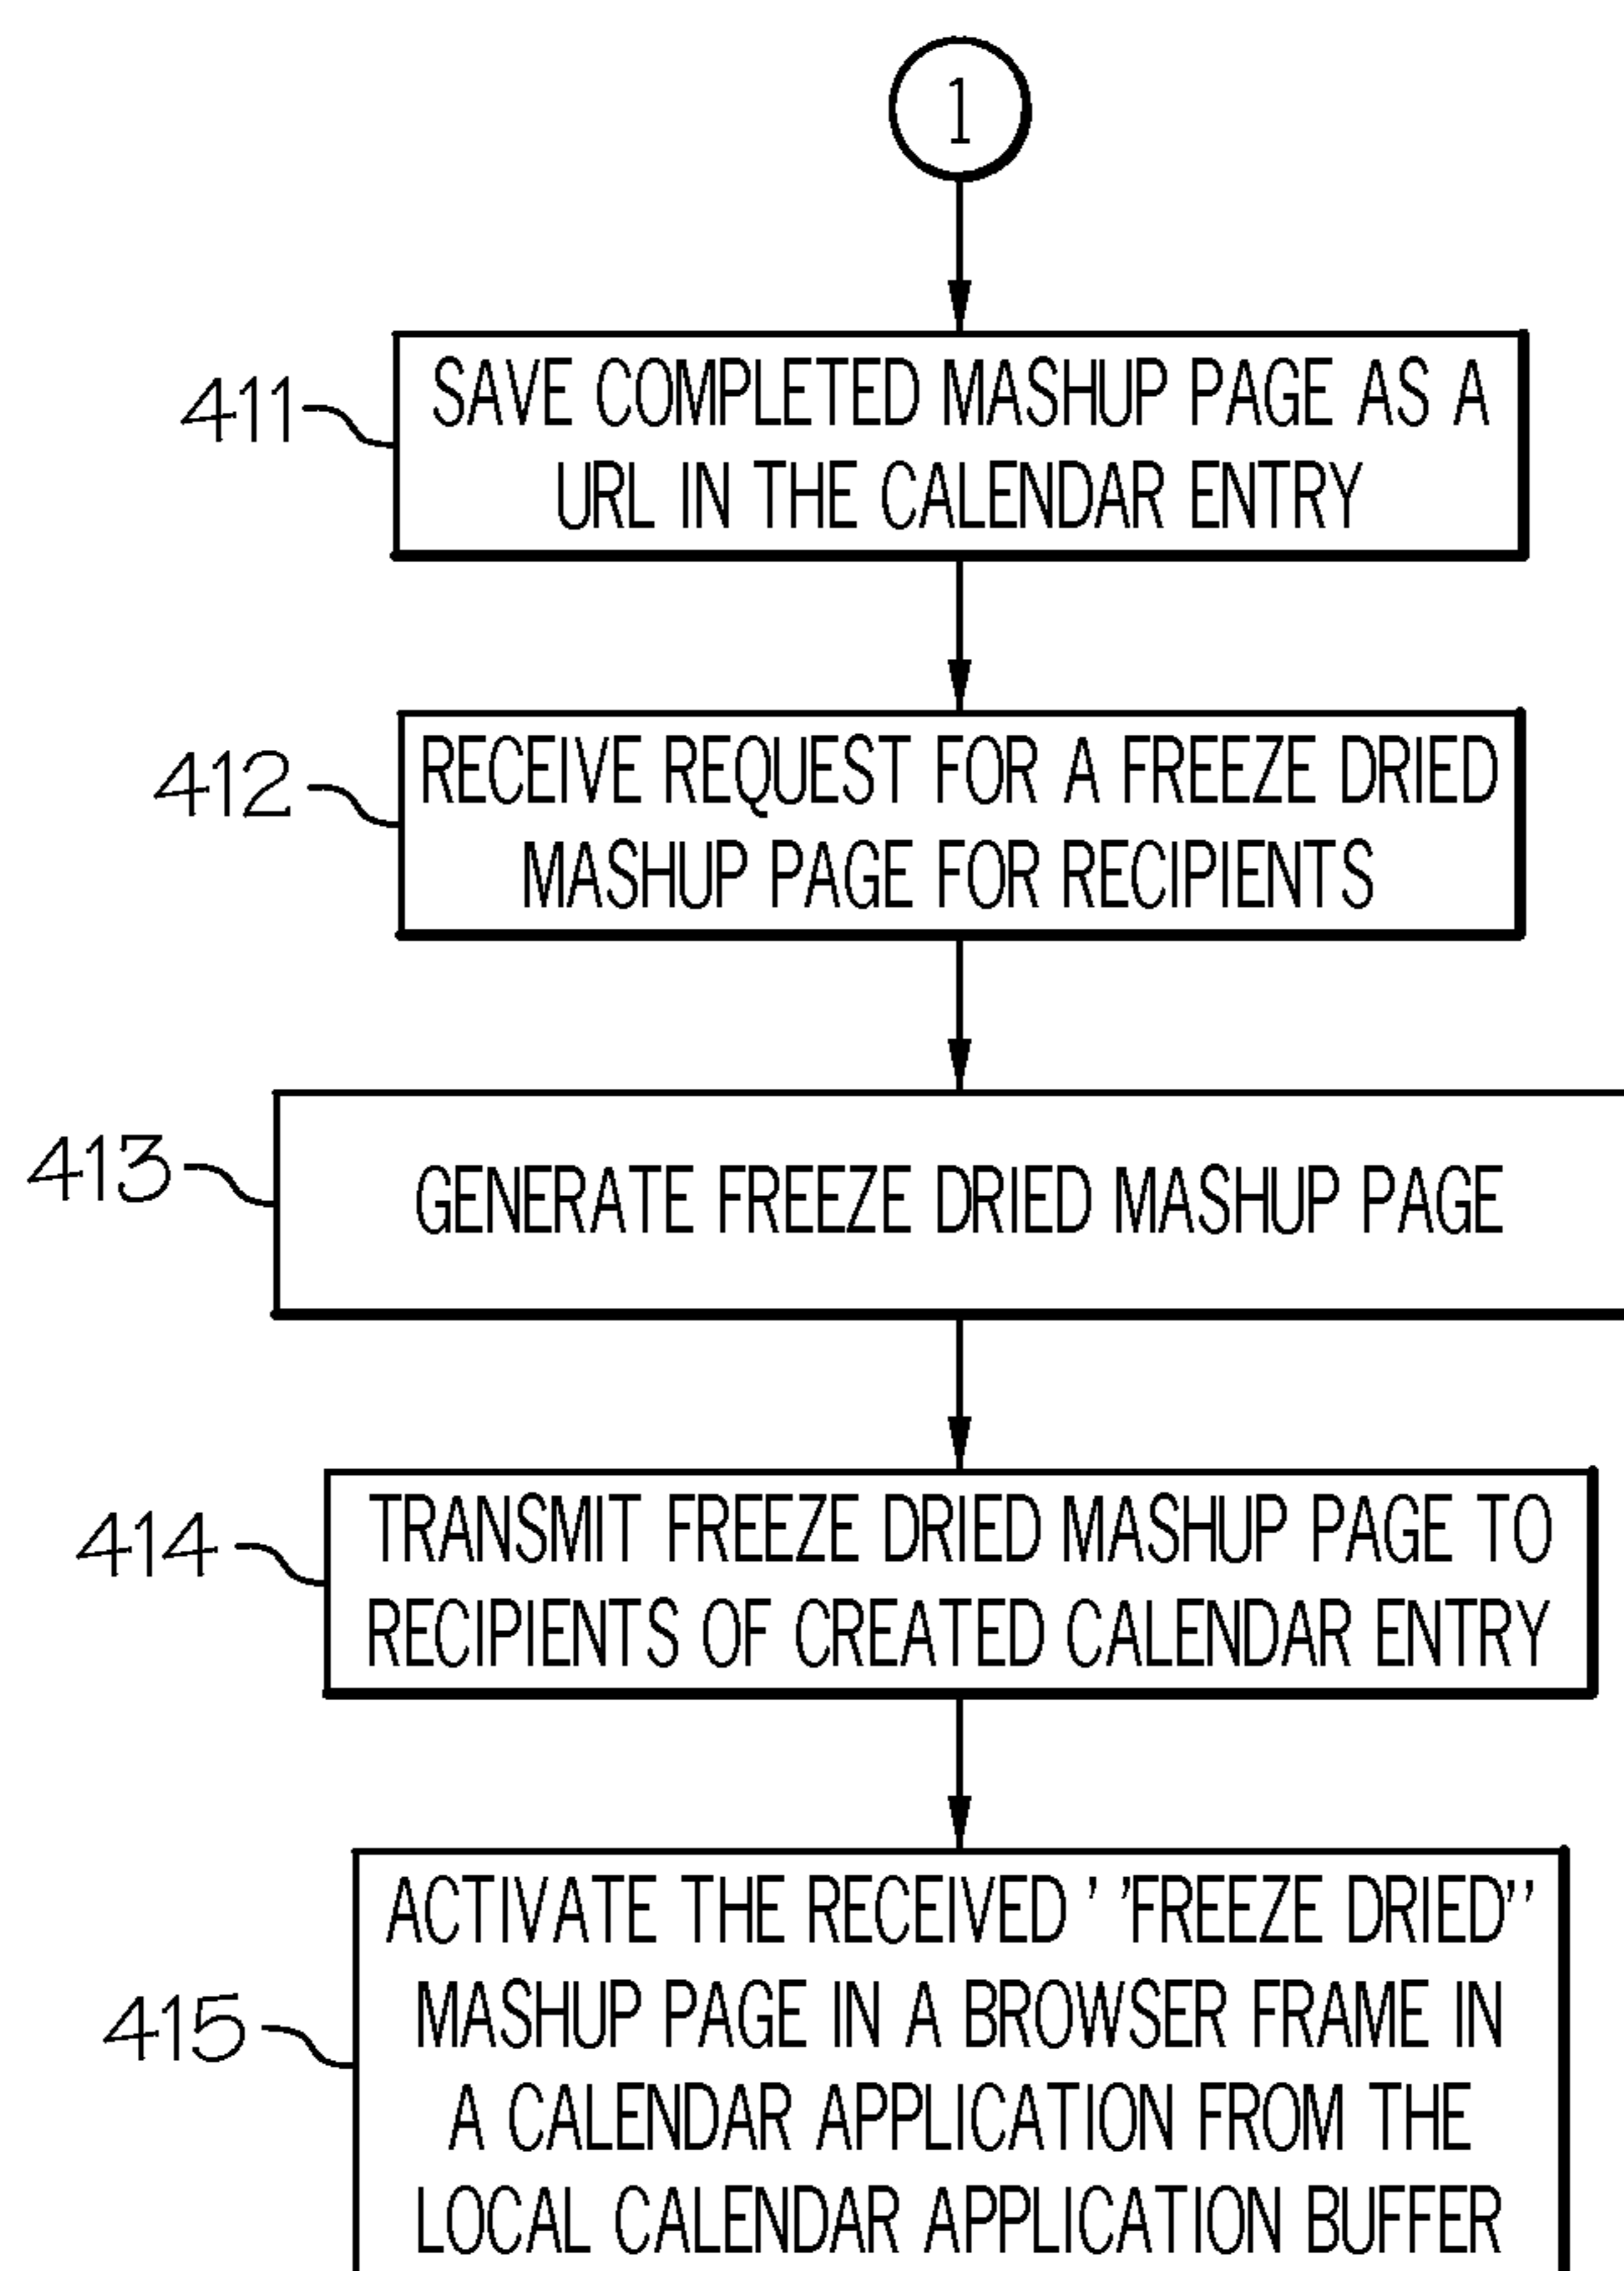 1
411
SAVE COMPLETED MASHUP PAGE AS A
URL IN THE CALENDAR ENTRY
412
RECEIVE REQUEST FOR A FREEZE DRIED
MASHUP PAGE FOR RECIPIENTS
413
GENERATE FREEZE DRIED MASHUP PAGE
414
TRANSMIT FREEZE DRIED MASHUP PAGE TO
RECIPIENTS OF CREATED CALENDAR ENTRY
415
ACTIVATE THE RECEIVED ''FREEZE DRIED''
MASHUP PAGE IN A BROWSER FRAME IN
A CALENDAR APPLICATION FROM THE
LOCAL CALENDAR APPLICATION BUFFER